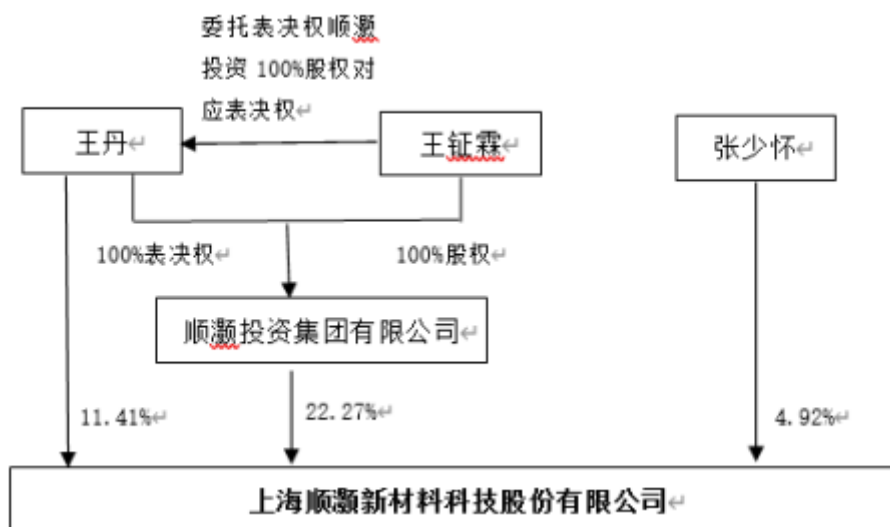 委托表决权顺灏
投资 100%股权对
应表决权↵
王丹↵
王钲霖↵
张少怀↵
100%表决权↵
100%股权↵
顺灏投资集团有限公司↵
11.41%↵
22.27%↵
4.92%↵
上海顺灏新材料科技股份有限公司↵